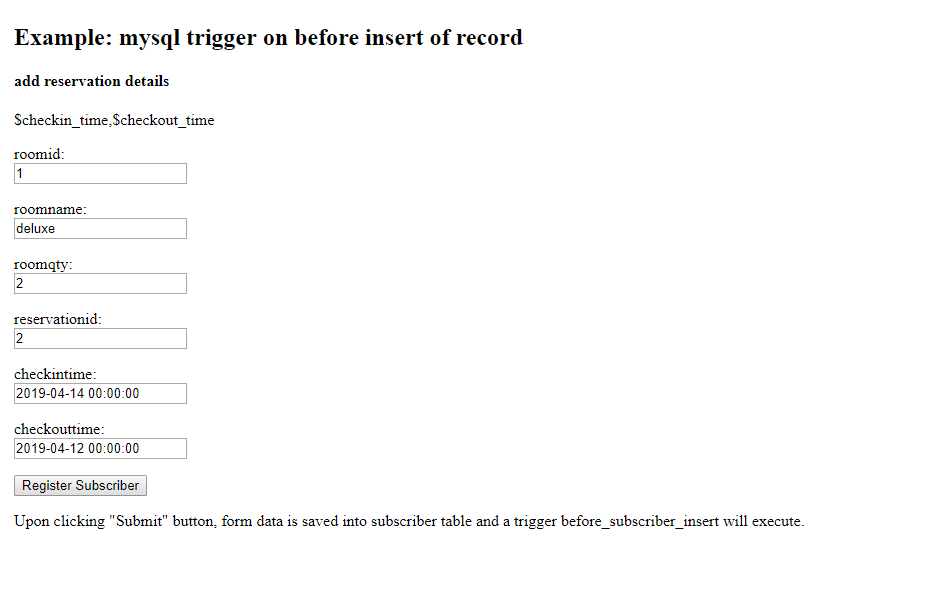 Example: mysql trigger on before insert of record
add reservation details
$checkin_time,$checkout_time
roomid:
1
roomname:
deluxe
roomqty:
2
reservationid:
2
checkintime:
2019-04-14 00:00:00
checkouttime:
2019-04-12 00:00:00
Register Subscriber
Upon clicking "Submit" button, form data is saved into subscriber table and a trigger before_subscriber_insert will execute.